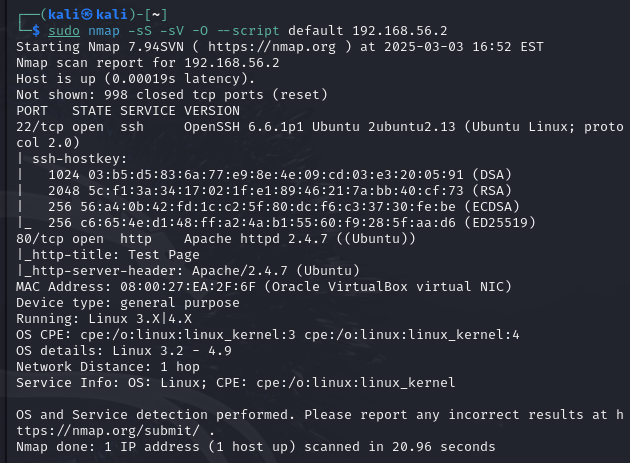 ┌──(kali㉿kali)-[~]
└─$ sudo nmap -sS -sV -O --script default 192.168.56.2
Starting Nmap 7.94SVN ( https://nmap.org ) at 2025-03-03 16:52 EST
Nmap scan report for 192.168.56.2
Host is up (0.00019s latency).
Not shown: 998 closed tcp ports (reset)
PORT   STATE SERVICE VERSION
22/tcp open  ssh     OpenSSH 6.6.1p1 Ubuntu 2ubuntu2.13 (Ubuntu Linux; proto
col 2.0)
| ssh-hostkey:
|   1024 03:b5:d5:83:6a:77:e9:8e:4e:09:cd:03:e3:20:05:91 (DSA)
|   2048 5c:f1:3a:34:17:02:1f:e1:89:46:21:7a:bb:40:cf:73 (RSA)
|   256 56:a4:0b:42:fd:1c:c2:5f:80:dc:f6:c3:37:30:fe:be (ECDSA)
|_  256 c6:65:4e:d1:48:ff:a2:4a:b1:55:60:f9:28:5f:aa:d6 (ED25519)
80/tcp open  http    Apache httpd 2.4.7 ((Ubuntu))
|_http-title: Test Page
|_http-server-header: Apache/2.4.7 (Ubuntu)
MAC Address: 08:00:27:EA:2F:6F (Oracle VirtualBox virtual NIC)
Device type: general purpose
Running: Linux 3.X|4.X
OS CPE: cpe:/o:linux:linux_kernel:3 cpe:/o:linux:linux_kernel:4
OS details: Linux 3.2 - 4.9
Network Distance: 1 hop
Service Info: OS: Linux; CPE: cpe:/o:linux:linux_kernel

OS and Service detection performed. Please report any incorrect results at h
ttps://nmap.org/submit/ .
Nmap done: 1 IP address (1 host up) scanned in 20.96 seconds